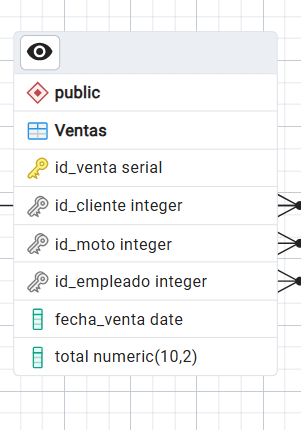 public
Ventas
id_venta serial
id_cliente integer
id_moto integer
id_empleado integer
fecha_venta date
total numeric(10,2)